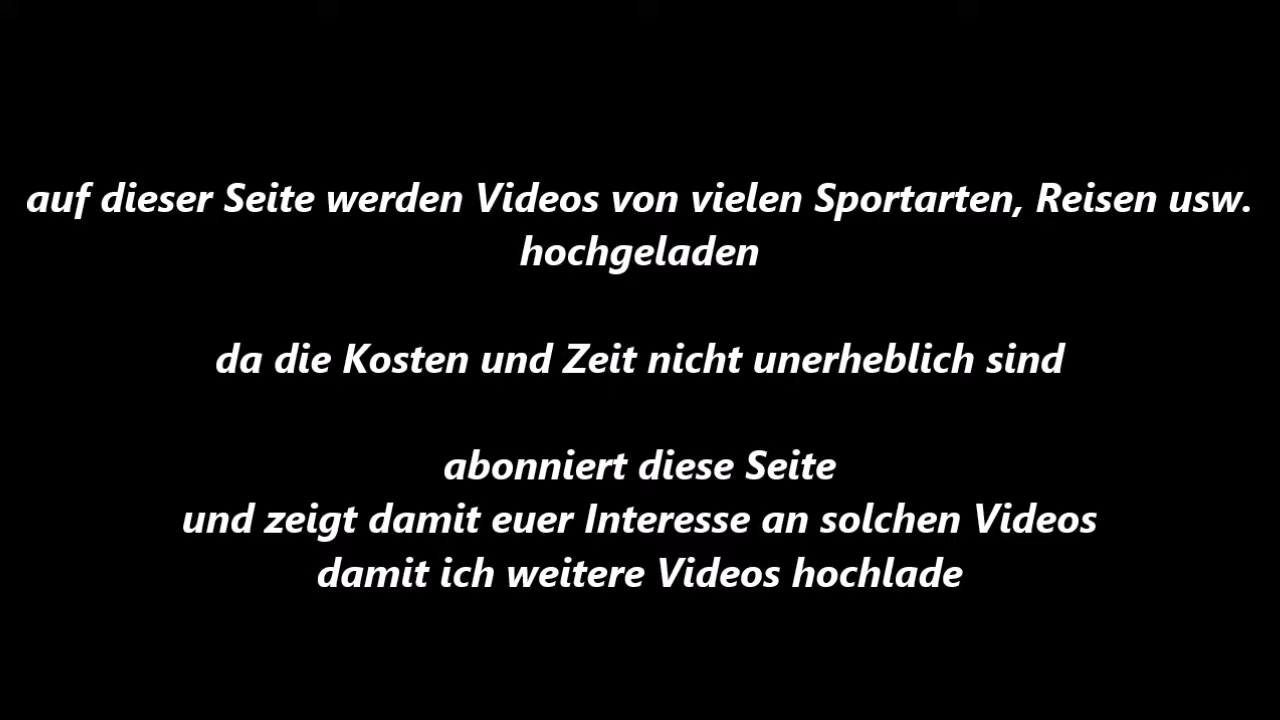 auf dieser Seite werden Videos von vielen Sportarten, Reisen usw.
hochgeladen
da die Kosten und Zeit nicht unerheblich sind
abonniert diese Seite
und zeigt damit euer Interesse an solchen Videos
damit ich weitere Videos hochlade